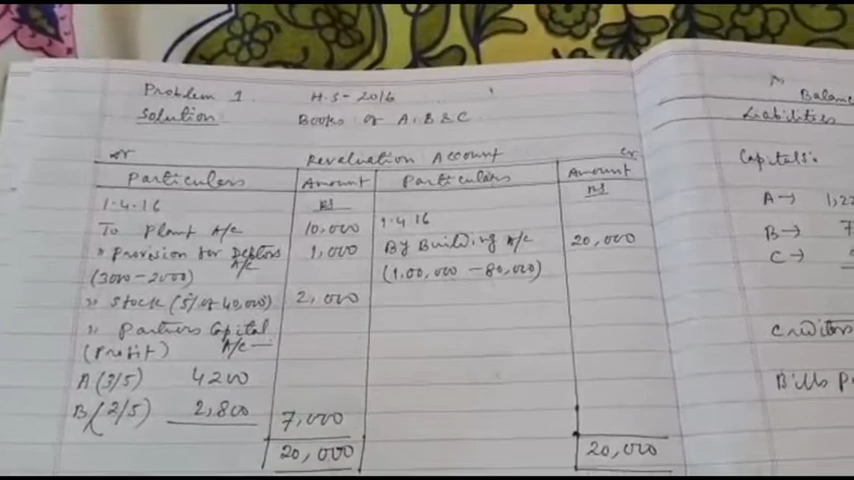 Problem 1. H.S-2016
Solution Books of A, B & C
Dr Revaluation Account Cr
Particulars Amount Particulars Amount
1.4.16 Rs 1.4.16 Rs
To Plant A/c 10,000
" Provision for Debtors A/c 1,000 By Building A/c 20,000
(3000-2000) (1,00,000 - 80,000)
" Stock (5% of 40,000) 2,000
" Partners Capital
(Profit) A/c —
A (3/5) 4200
B (2/5) 2,800 7,000
20,000 20,000
Balanc
Liabilities
Capitals:
A →
B → 7
C →
Creditors
Bills P